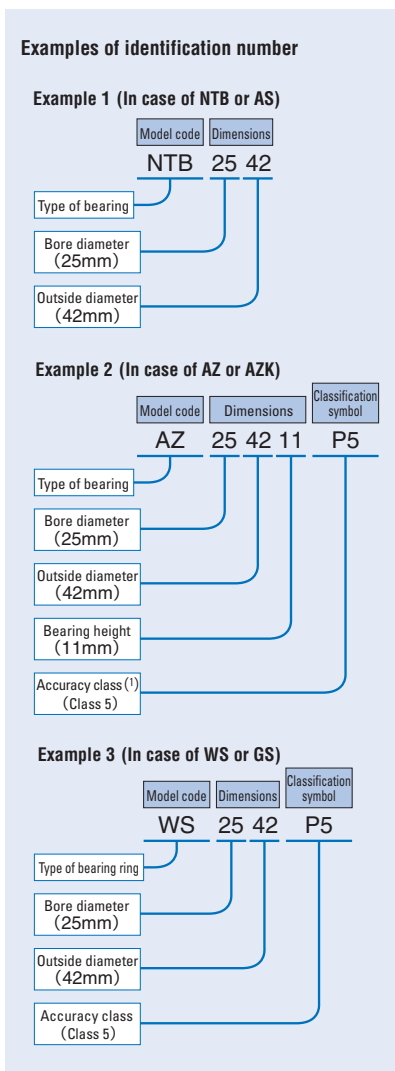 Examples of identification number
Example 1 (In case of NTB or AS)
Model code Dimensions
NTB 25 42
Type of bearing
Bore diameter
(25mm)
Outside diameter
(42mm)
Example 2 (In case of AZ or AZK)
Model code Dimensions Classification
symbol
AZ 25 42 11 P5
Type of bearing
Bore diameter
(25mm)
Outside diameter
(42mm)
Bearing height
(11mm)
Accuracy class(1)
(Class 5)
Example 3 (In case of WS or GS)
Model code Dimensions Classification
symbol
WS 25 42 P5
Type of bearing ring
Bore diameter
(25mm)
Outside diameter
(42mm)
Accuracy class
(Class 5)